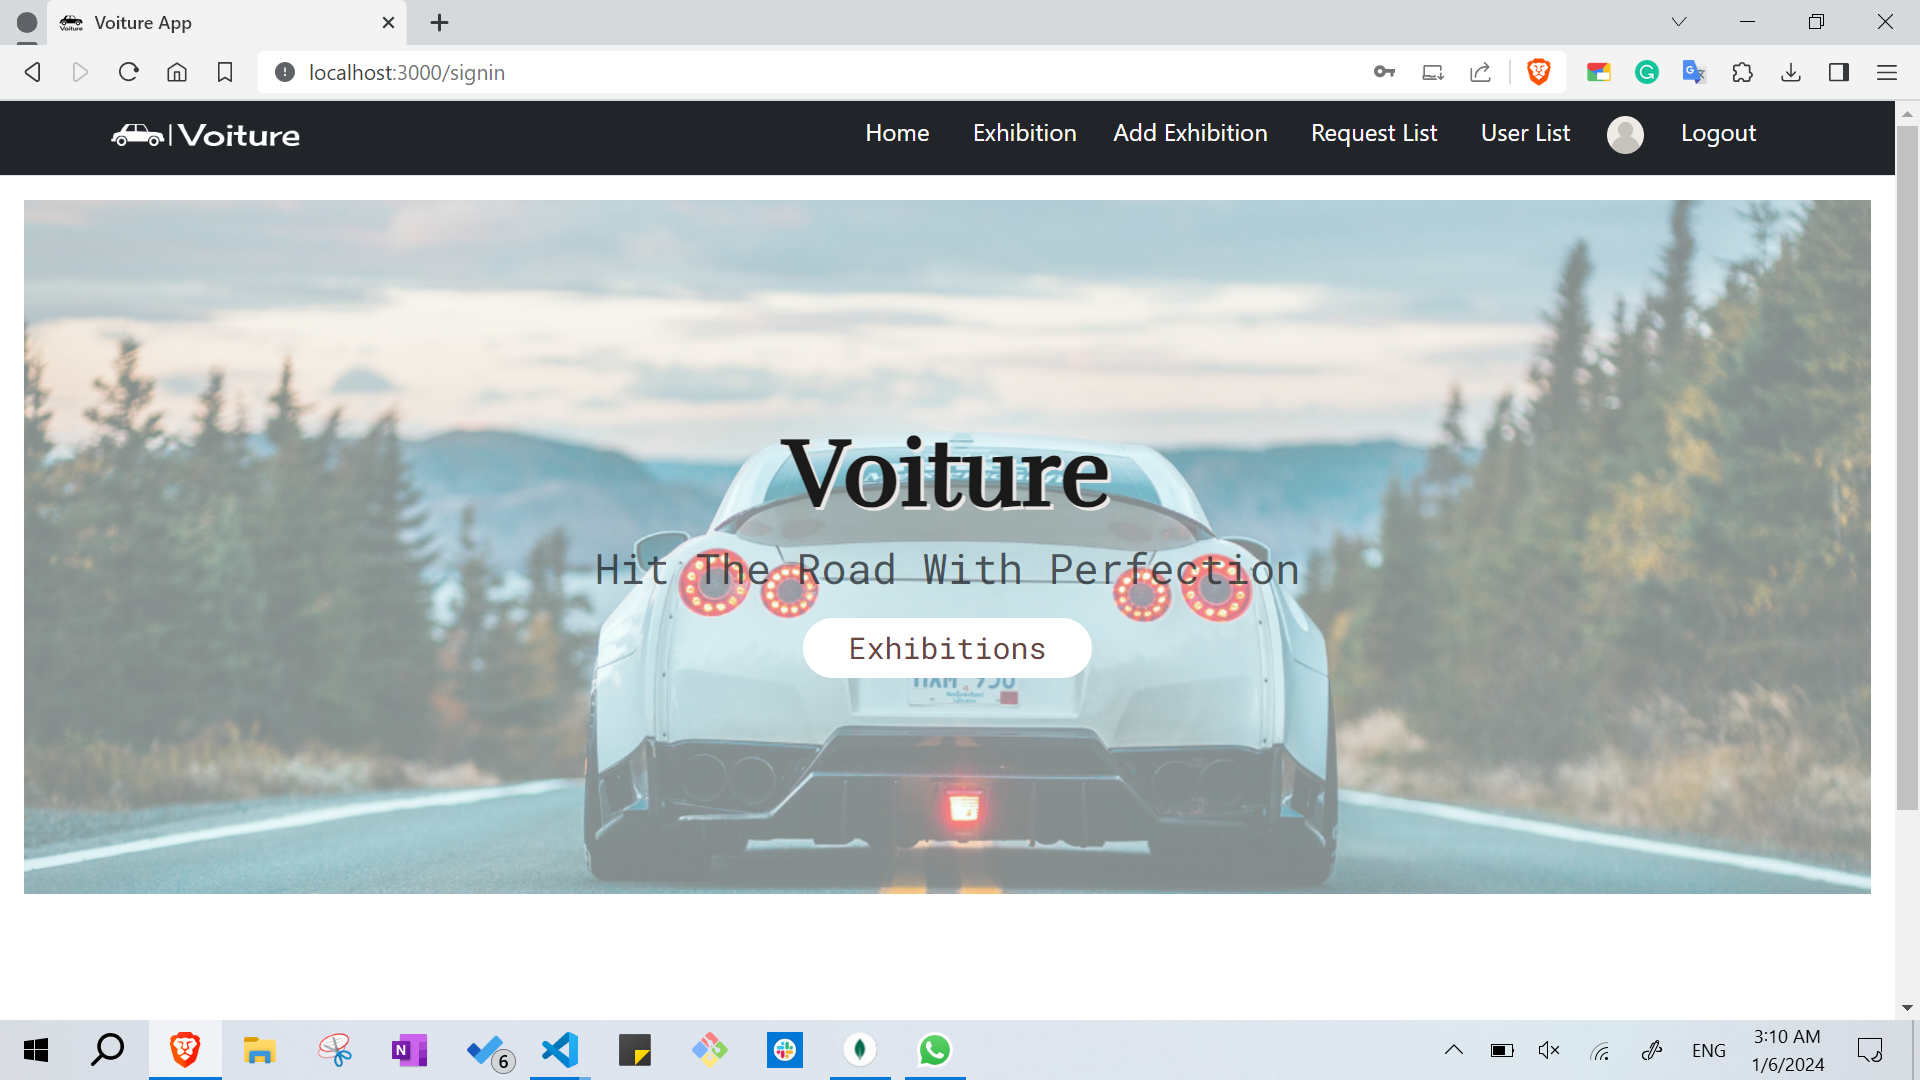 Voiture App
localhost:3000/signin
Voiture
Home
Exhibition
Add Exhibition
Request List
User List
Logout
Voiture
Hit The Road With Perfection
Exhibitions
6
ENG
3:10 AM
1/6/2024